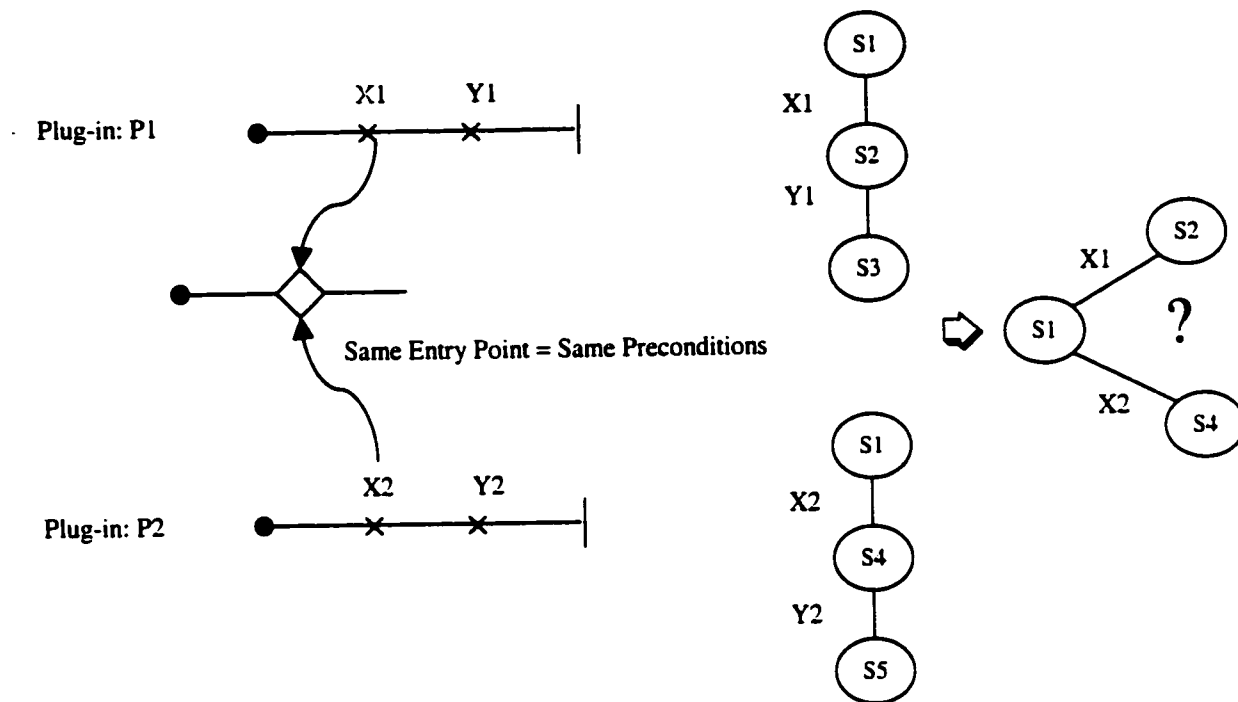 X1 Y1
Plug-in: P1
Same Entry Point = Same Preconditions
X2 Y2
Plug-in: P2
S1
X1
S2
Y1
S3
S1
X2
S4
Y2
S5
S2
X1
S1
?
X2
S4